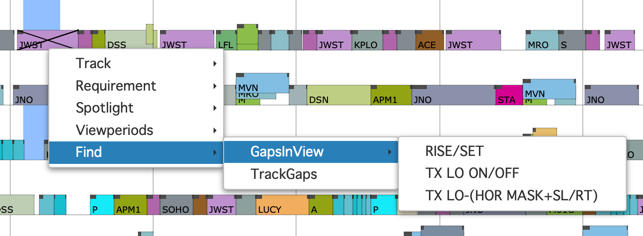 JWST DSS JWST LFL JWST KPLO ACE JWST MRO S JWST
Track
Requirement
Spotlight
Viewperiods
Find
GapsInView
TrackGaps
RISE/SET
TX LO ON/OFF
TX LO-(HOR MASK+SL/RT)
MVN MVN
JNO MRO DSN APM1 JNO STA JNO
M M
DSS P APM1 SOHO JWST LUCY A P